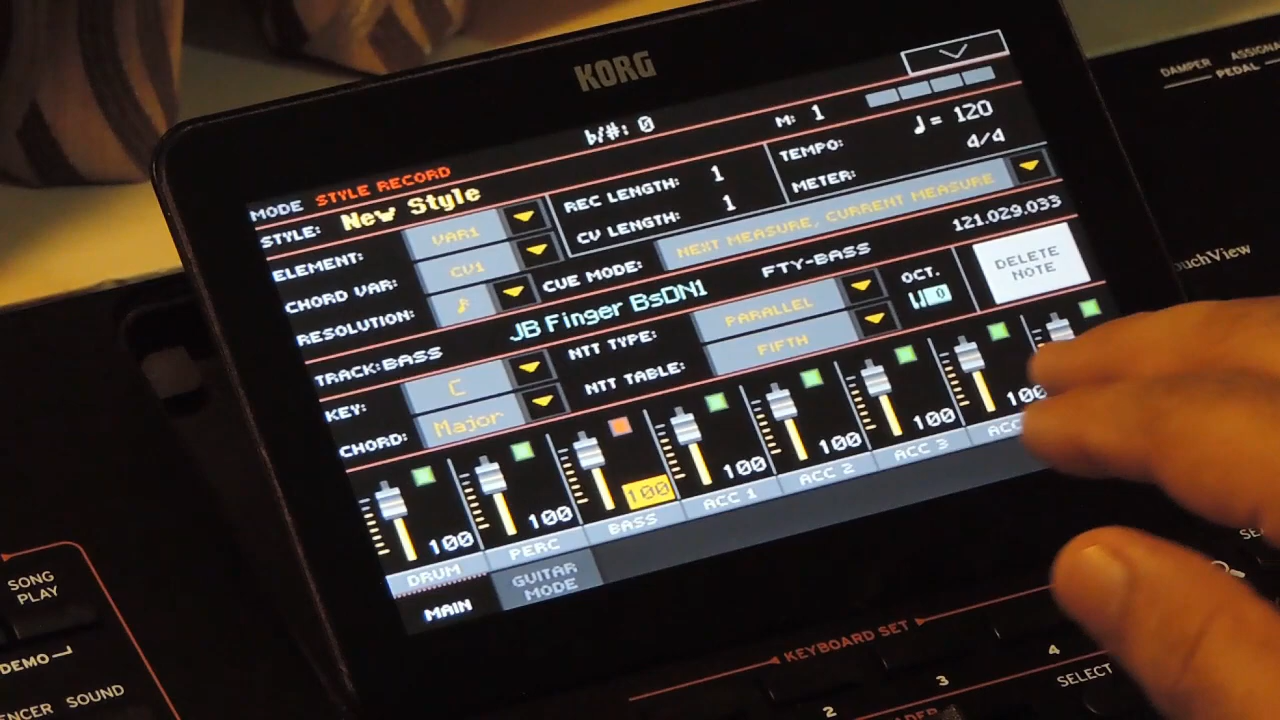 KORG
DAMPER
PEDAL
MODE STYLE RECORD
♭/#: 0
M: 1
STYLE: New Style
REC LENGTH: 1
TEMPO: ♩= 120
ELEMENT: VAR1
CV LENGTH: 1
METER: 4/4
CHORD VAR: CV1
CUE MODE: NEXT MEASURE, CURRENT MEASURE
RESOLUTION: ♪
FTY-BASS 121.029.033
TRACK: BASS JB Finger BsDN1
KEY: C
NTT TYPE: PARALLEL
OCT. 0
DELETE NOTE
CHORD: Major
NTT TABLE: FIFTH
100 100 100 100 100 100 100
DRUM PERC BASS ACC 1 ACC 2 ACC 3
MAIN
GUITAR MODE
SONG PLAY
DEMO
SOUND
KEYBOARD SET
2 3 4
SELECT